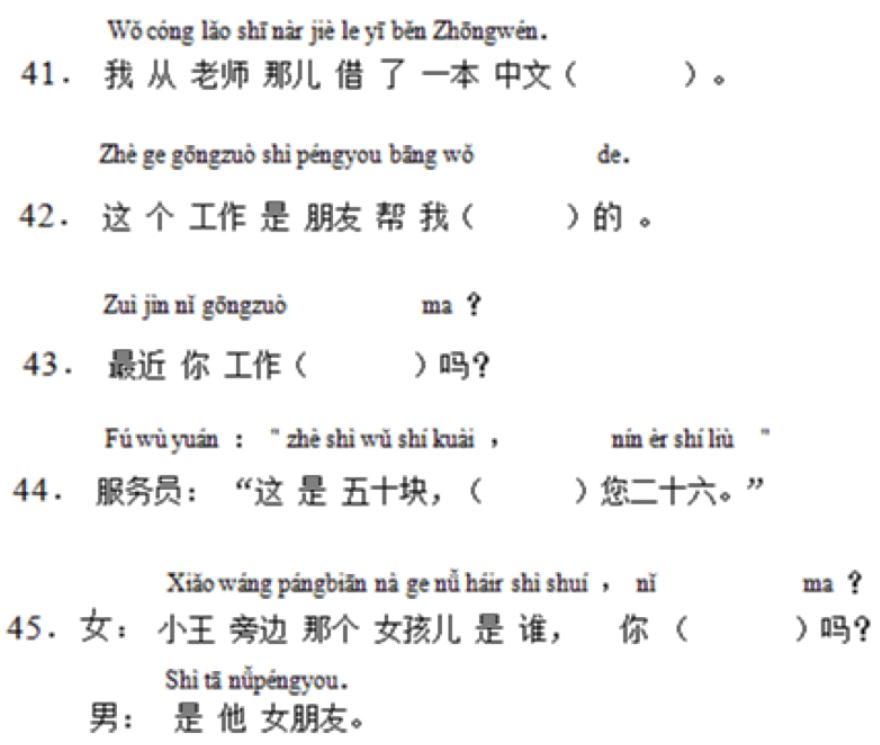 Wǒ cóng lǎo shī nàr jiè le yī běn Zhōngwén.
41. 我 从 老师 那儿 借 了 一本 中文（ ）。
Zhè ge gōngzuò shì péngyou bāng wǒ de.
42. 这 个 工作 是 朋友 帮 我（ ）的 。
Zuì jìn nǐ gōngzuò ma ?
43. 最近 你 工作（ ）吗?
Fú wù yuán : " zhè shì wǔ shí kuài , nín èr shí liù "
44. 服务员: “这 是 五十块,（ ）您二十六。”
Xiǎo wáng pángbiān nà ge nǚ háir shì shuí , nǐ ma ?
45. 女: 小王 旁边 那个 女孩儿 是 谁, 你（ ）吗?
Shì tā nǚpéngyou.
男: 是 他 女朋友。